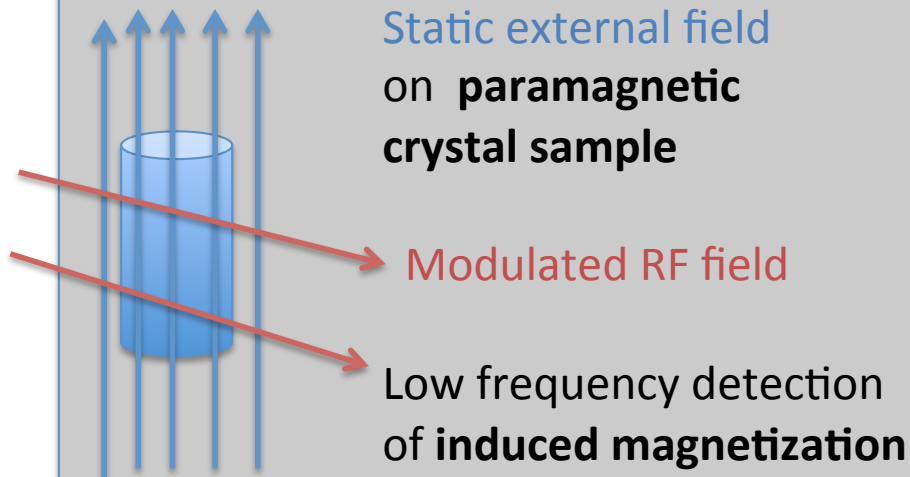 Static external field
on paramagnetic
crystal sample
Modulated RF field
Low frequency detection
of induced magnetization